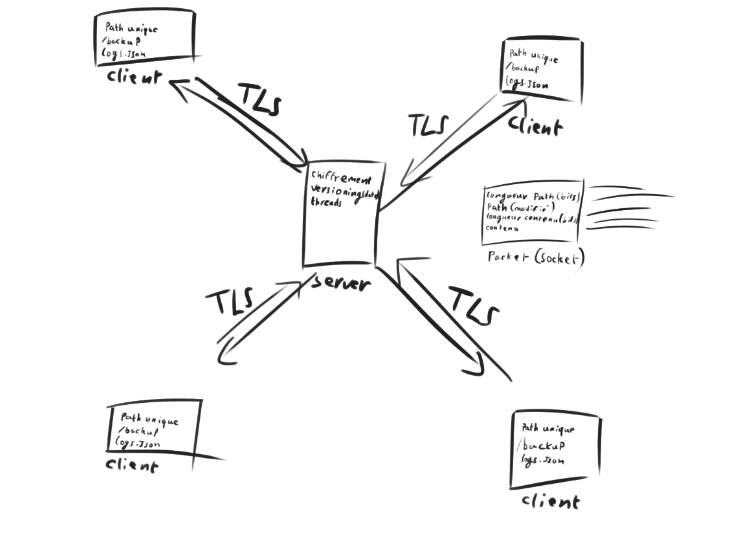 Path unique
/backup
logs.Json
client
TLS
Path unique
/backup
logs.Json
client
TLS
chiffrement
versioning(date)
threads
server
longueur Path (bits)
Path (modifié)
longueur contenu (bits)
contenu
Packet (socket)
TLS
TLS
Path unique
/backup
logs.Json
client
Path unique
/backup
logs.Json
client